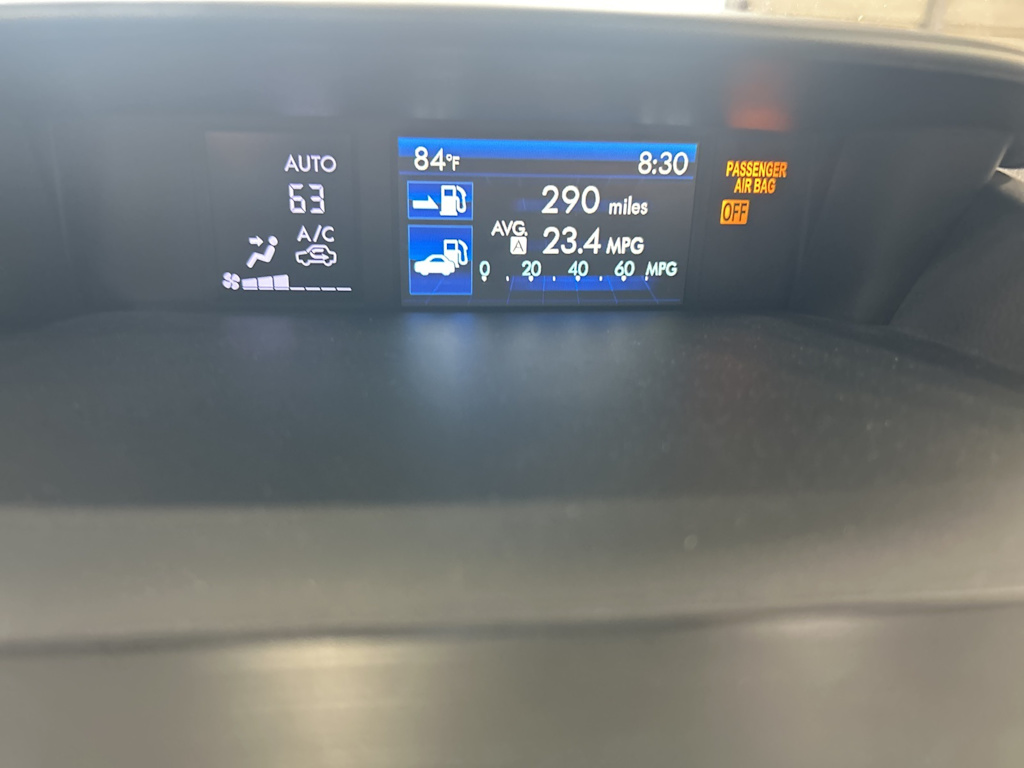 AUTO
63
A/C
84°F 8:30
290 miles
AVG. A 23.4 MPG
0 20 40 60 MPG
PASSENGER
AIR BAG
OFF